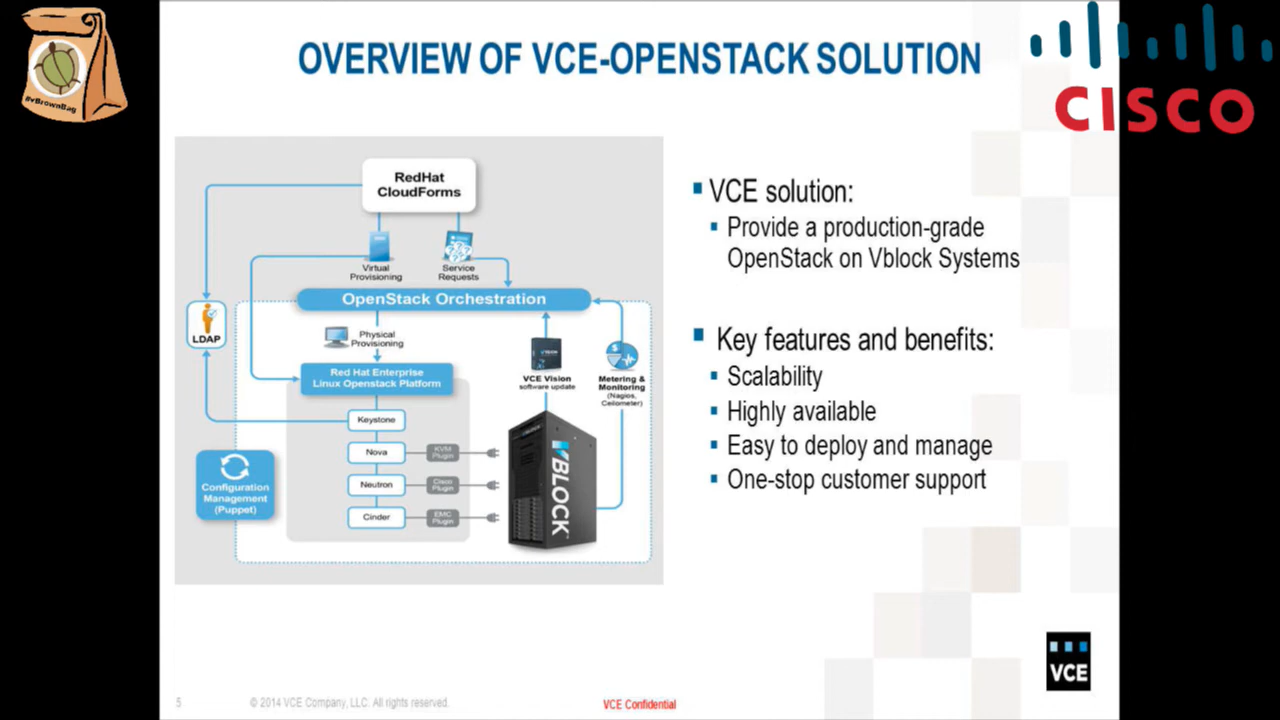 #vBrownBag
CISCO
OVERVIEW OF VCE-OPENSTACK SOLUTION
RedHat
CloudForms
Virtual
Provisioning
Service
Requests
OpenStack Orchestration
LDAP
Physical
Provisioning
Red Hat Enterprise
Linux Openstack Platform
VCE Vision
software update
Metering &
Monitoring
(Nagios,
Ceilometer)
Keystone
Nova
KVM
Plugin
Neutron
Cisco
Plugin
Cinder
EMC
Plugin
VBLOCK
Configuration
Management
(Puppet)
▪ VCE solution:
▪ Provide a production-grade
OpenStack on Vblock Systems
▪ Key features and benefits:
▪ Scalability
▪ Highly available
▪ Easy to deploy and manage
▪ One-stop customer support
VCE
5
© 2014 VCE Company, LLC. All rights reserved.
VCE Confidential